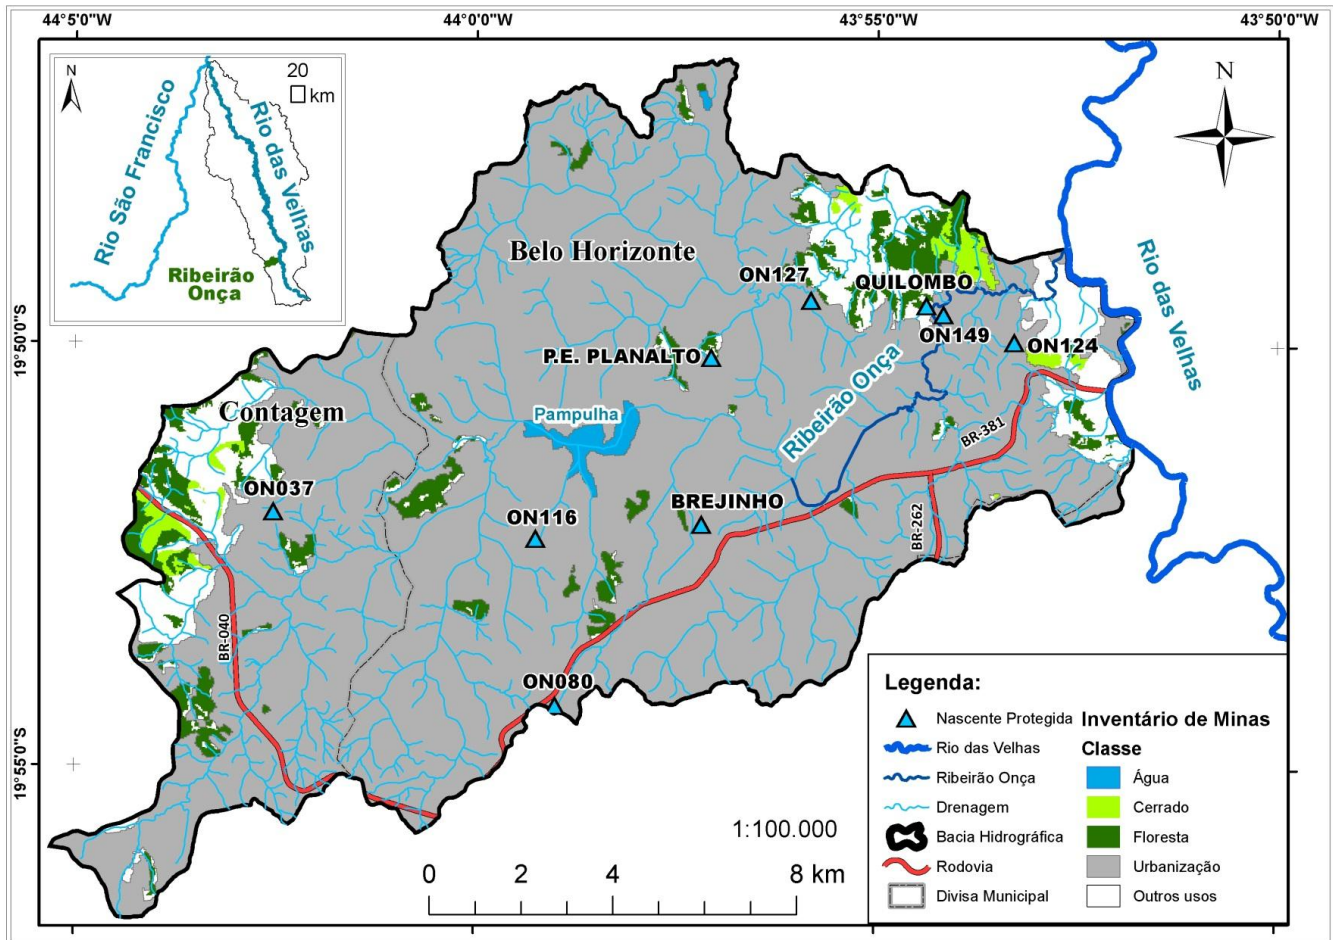 44°5'0"W
44°0'0"W
43°55'0"W
43°50'0"W
N
20
km
Rio São Francisco
Rio das Velhas
Ribeirão
Onça
N
Belo Horizonte
ON127
QUILOMBO
ON149
ON124
Rio das Velhas
19°50'0"S
P.E. PLANALTO
Ribeirão Onça
Contagem
Pampulha
BR-381
ON037
ON116
BREJINHO
BR-262
BR-040
ON080
19°55'0"S
1:100.000
0 2 4 8 km
Legenda:
Nascente Protegida
Rio das Velhas
Ribeirão Onça
Drenagem
Bacia Hidrográfica
Rodovia
Divisa Municipal
Inventário de Minas
Classe
Água
Cerrado
Floresta
Urbanização
Outros usos